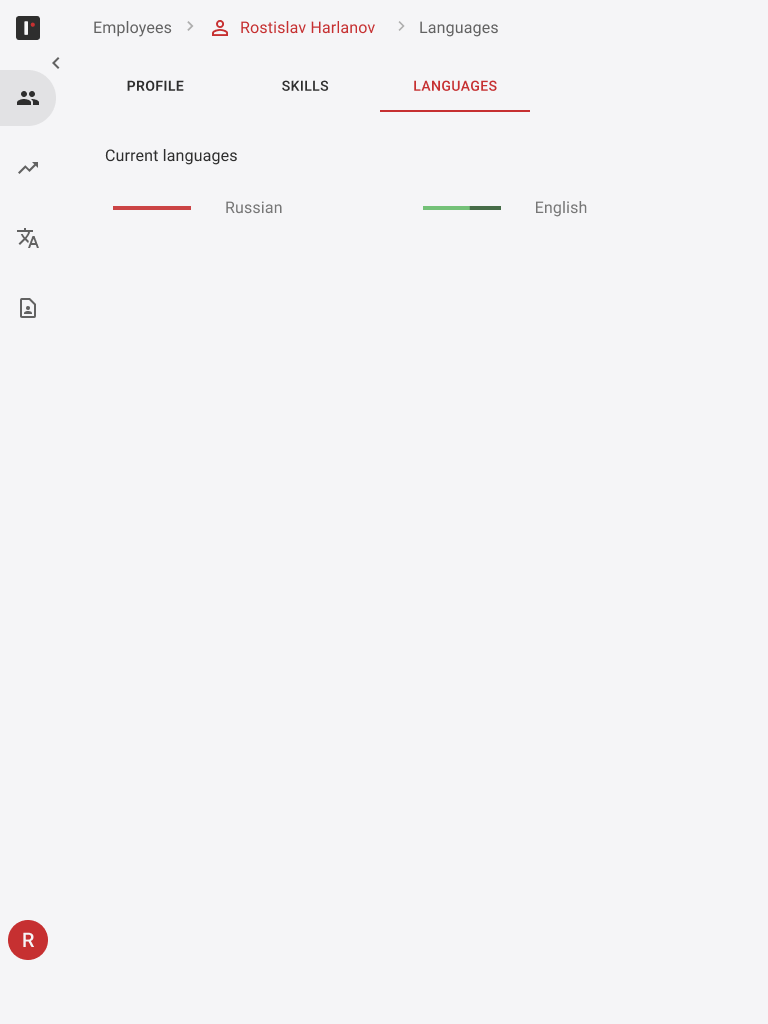 Employees > Rostislav Harlanov > Languages
PROFILE SKILLS LANGUAGES
Current languages
Russian English
R